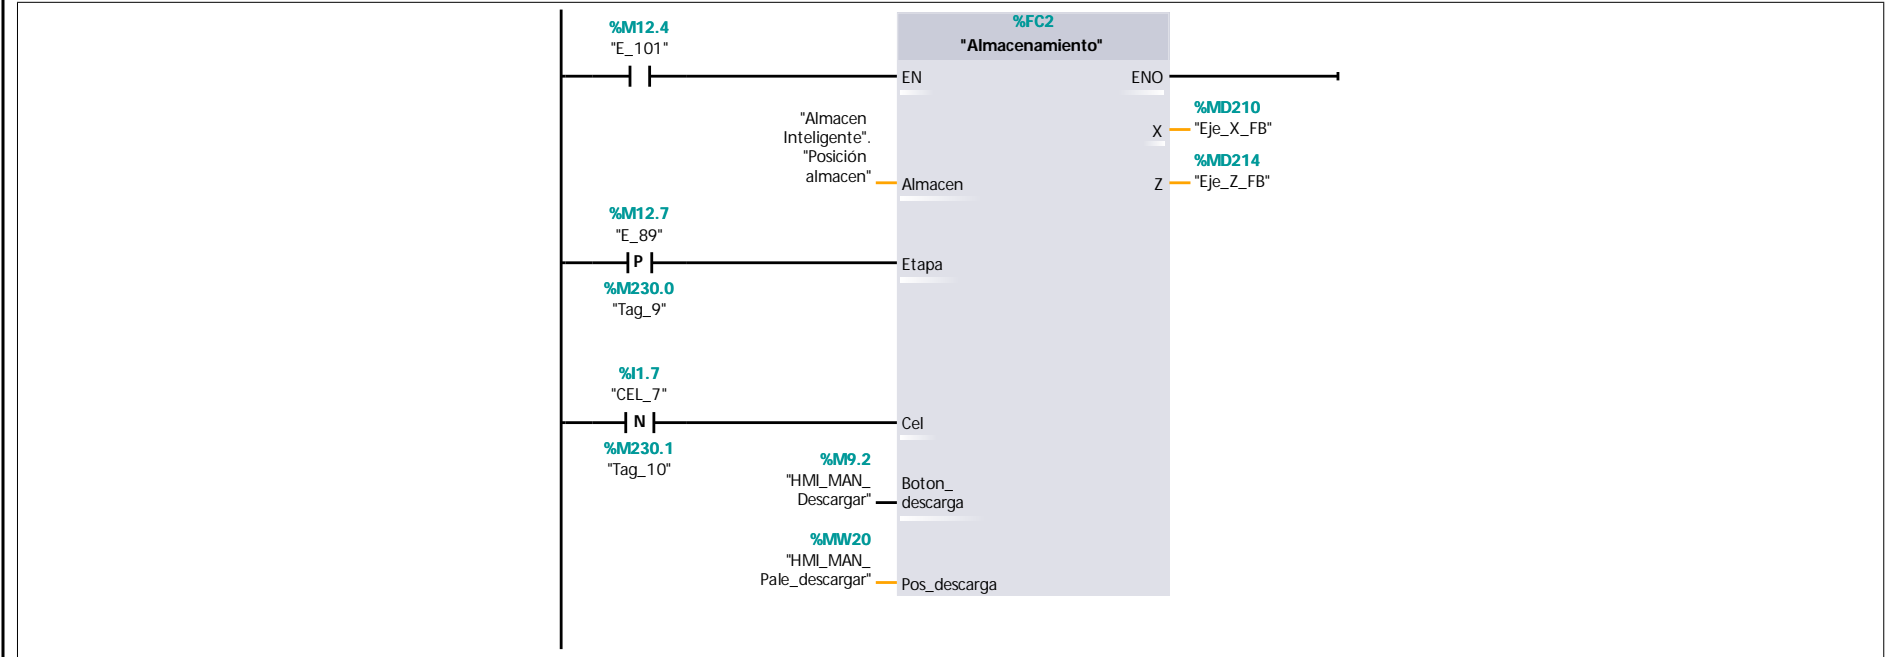 %M12.4
"E_101"
%FC2
"Almacenamiento"
EN
ENO
"Almacen
Inteligente".
"Posición
almacen"
Almacen
X
%MD210
"Eje_X_FB"
Z
%MD214
"Eje_Z_FB"
%M12.7
"E_89"
P
%M230.0
"Tag_9"
Etapa
%I1.7
"CEL_7"
N
%M230.1
"Tag_10"
Cel
%M9.2
"HMI_MAN_
Descargar"
Boton_
descarga
%MW20
"HMI_MAN_
Pale_descargar"
Pos_descarga